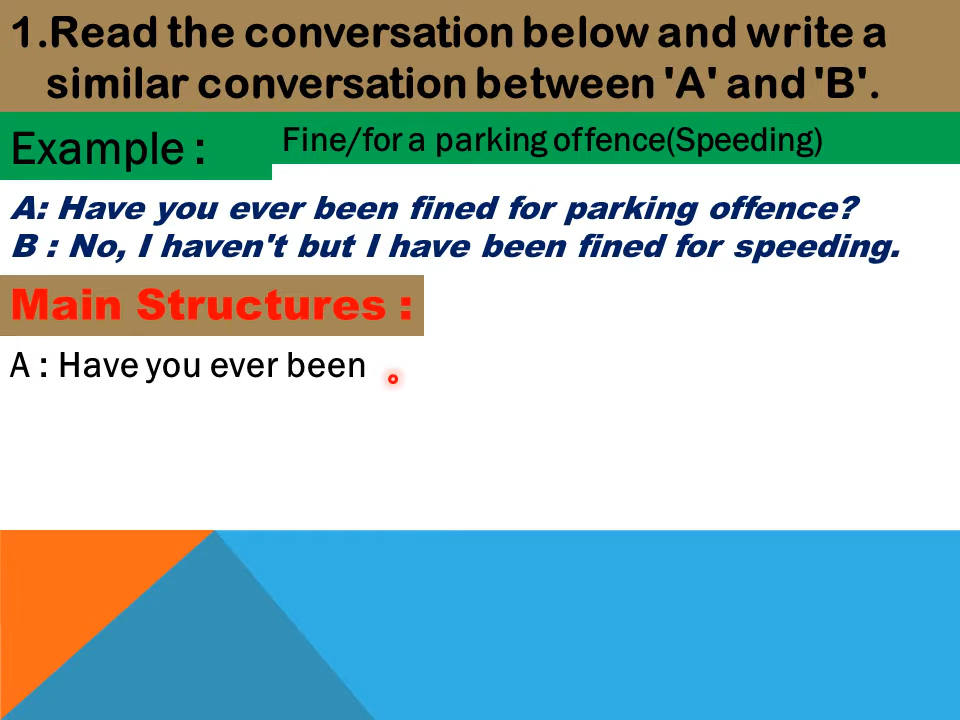 1.Read the conversation below and write a
similar conversation between 'A' and 'B'.
Example :
Fine/for a parking offence(Speeding)
A: Have you ever been fined for parking offence?
B : No, I haven't but I have been fined for speeding.
Main Structures :
A : Have you ever been